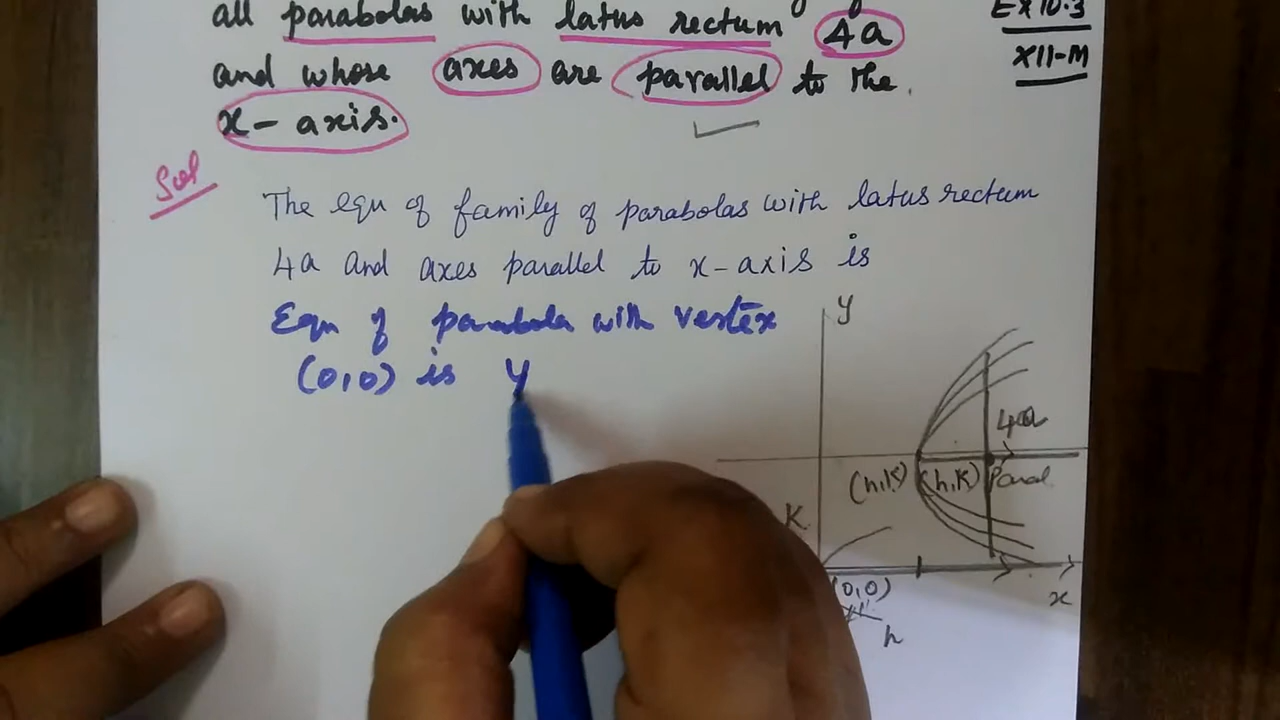 all parabolas with latus rectum 4a
Ex 10.3
XII-M
and whose axes are parallel to the
x-axis.
Sol
The equ of family of parabolas with latus rectum
4a and axes parallel to x-axis is
Equ of parabola with vertex
(0,0) is y
y
4a
(h,k) (h,k) Paral
K
(0,0)
x
h